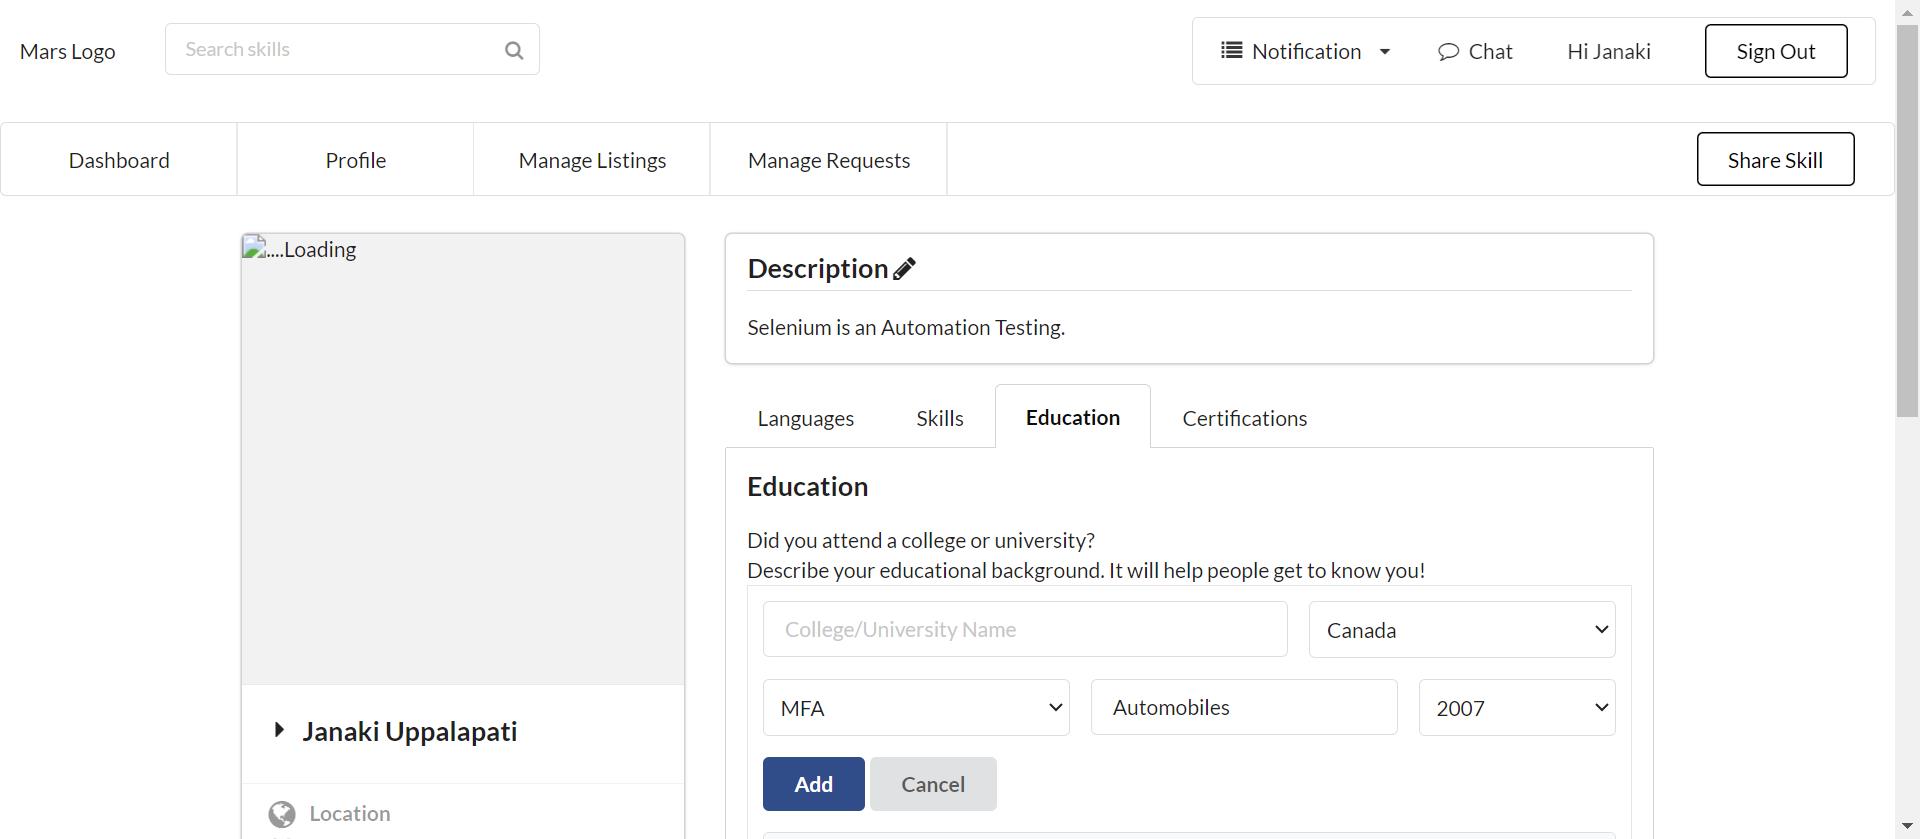 Mars Logo
Search skills
Notification
Chat
Hi Janaki
Sign Out
Dashboard
Profile
Manage Listings
Manage Requests
Share Skill
....Loading
Description
Selenium is an Automation Testing.
Languages
Skills
Education
Certifications
Education
Did you attend a college or university?
Describe your educational background. It will help people get to know you!
College/University Name
Canada
MFA
Automobiles
2007
Add
Cancel
Janaki Uppalapati
Location